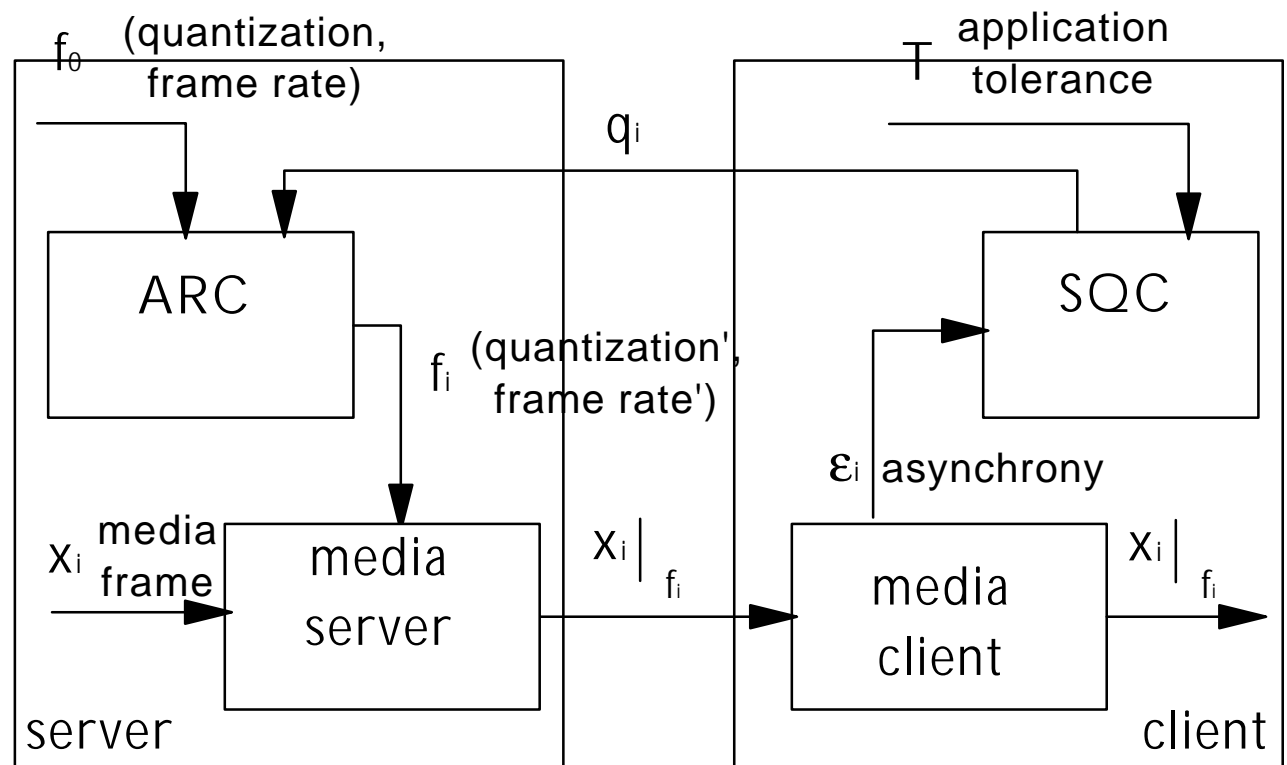 f0 (quantization,
frame rate)
T application
tolerance
qi
ARC
SQC
fi (quantization',
frame rate')
εi asynchrony
xi media
frame
media
server
xi| fi
media
client
xi| fi
server
client